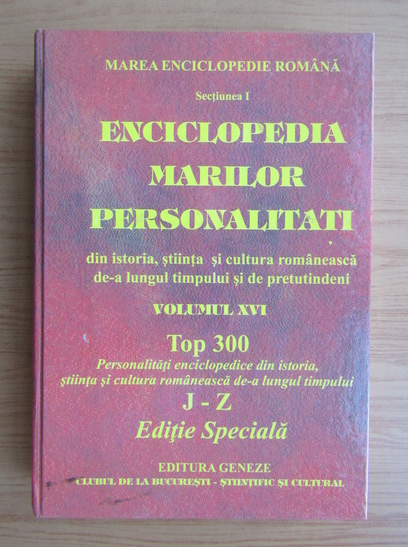 MAREA ENCICLOPEDIE ROMÂNĂ
Secțiunea I
ENCICLOPEDIA
MARILOR
PERSONALITAȚI
din istoria, știința și cultura românească
de-a lungul timpului și de pretutindeni
VOLUMUL XVI
Top 300
Personalități enciclopedice din istoria,
știința și cultura românească de-a lungul timpului
J - Z
Ediție Specială
EDITURA GENEZE
CLUBUL DE LA BUCUREȘTI - ȘTIINȚIFIC ȘI CULTURAL